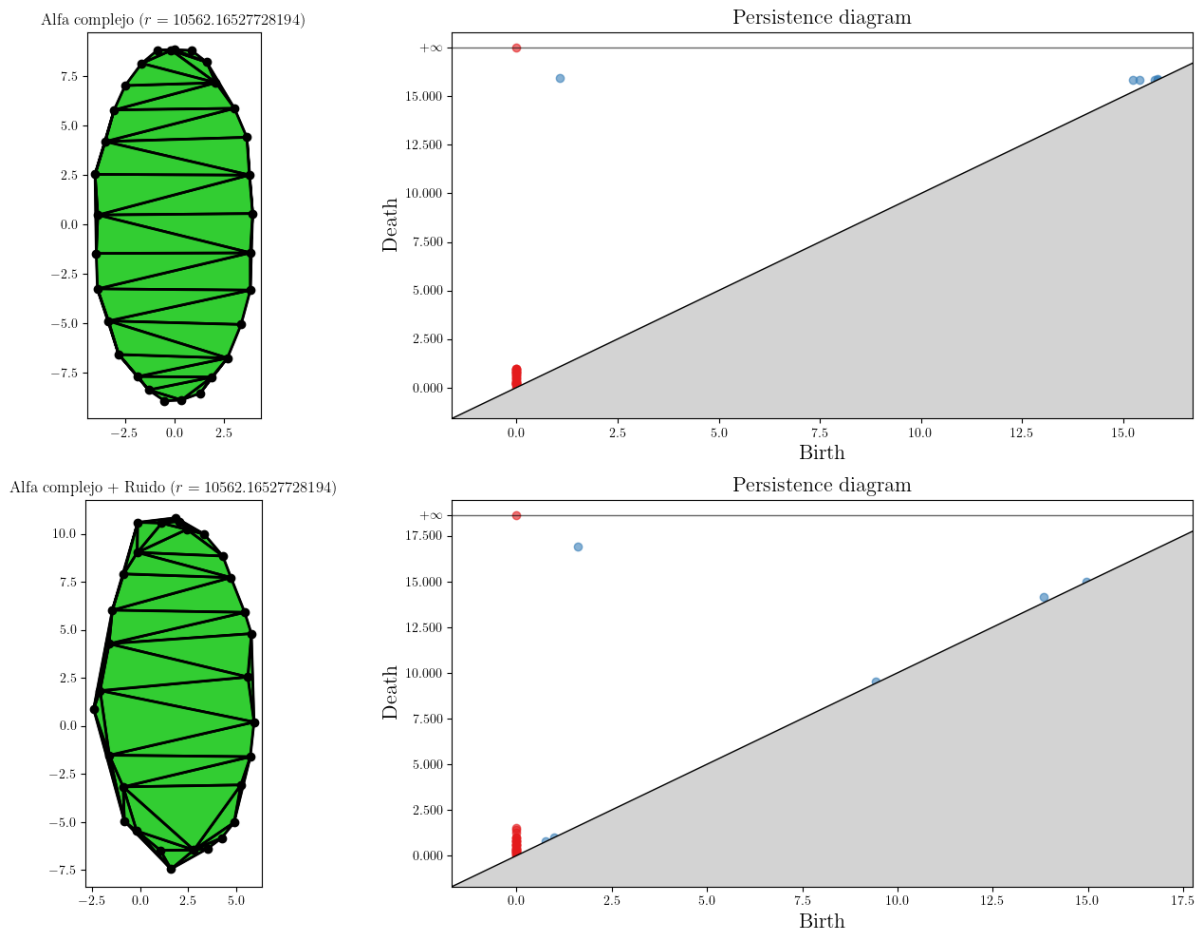 Alfa complejo (r = 10562.16527728194)
7.5
5.0
2.5
0.0
−2.5
−5.0
−7.5
−2.5 0.0 2.5
Persistence diagram
+∞
15.000
12.500
10.000
7.500
5.000
2.500
0.000
Death
0.0 2.5 5.0 7.5 10.0 12.5 15.0
Birth
Alfa complejo + Ruido (r = 10562.16527728194)
10.0
7.5
5.0
2.5
0.0
−2.5
−5.0
−7.5
−2.5 0.0 2.5 5.0
Persistence diagram
+∞
17.500
15.000
12.500
10.000
7.500
5.000
2.500
0.000
Death
0.0 2.5 5.0 7.5 10.0 12.5 15.0 17.5
Birth